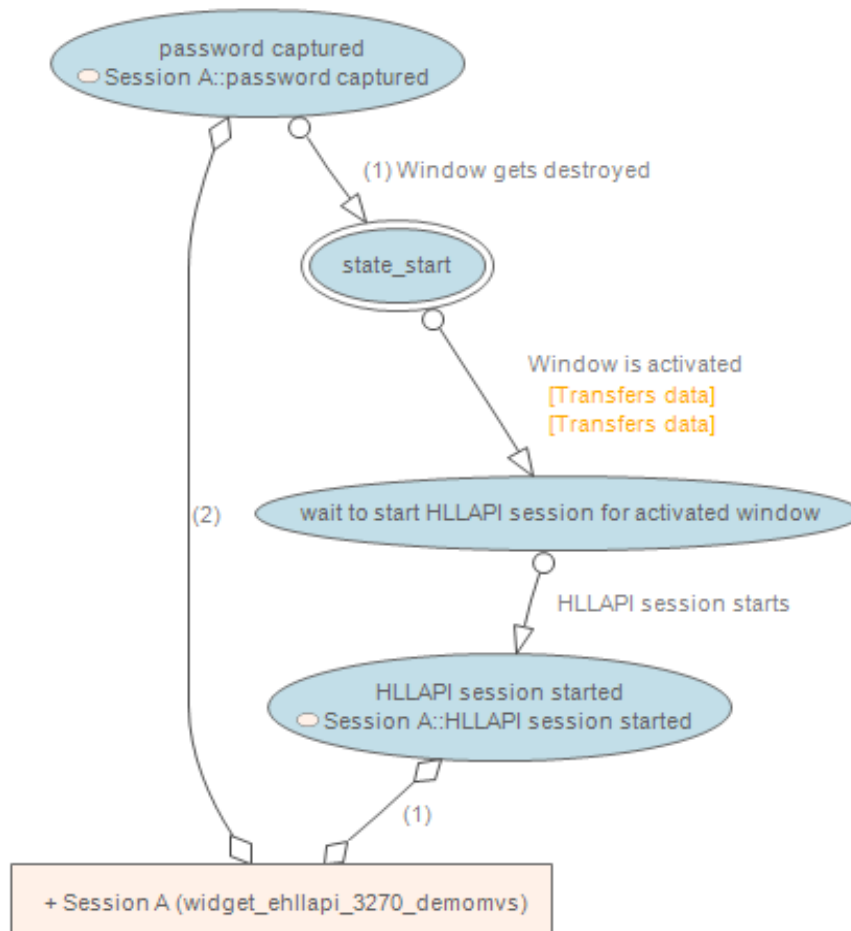 password captured
Session A::password captured
(1) Window gets destroyed
state_start
Window is activated
[Transfers data]
[Transfers data]
wait to start HLLAPI session for activated window
(2)
HLLAPI session starts
HLLAPI session started
Session A::HLLAPI session started
(1)
+ Session A (widget_ehllapi_3270_demomvs)